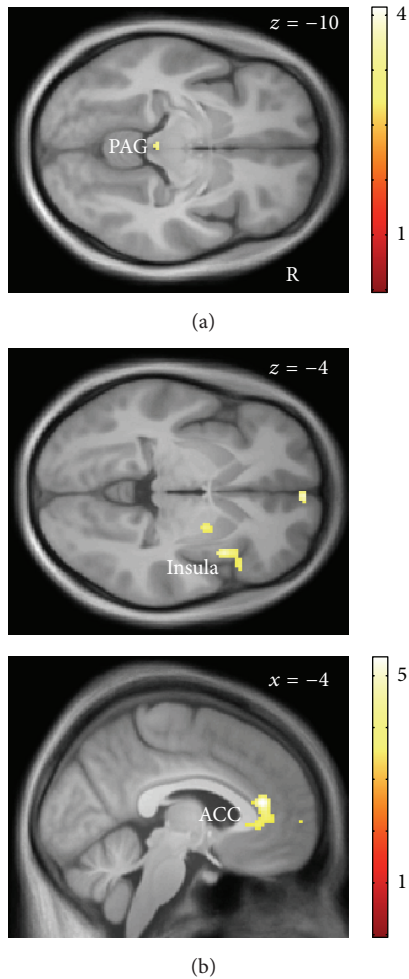 z = −10
4
PAG
1
R
(a)
z = −4
Insula
x = −4
5
ACC
1
(b)